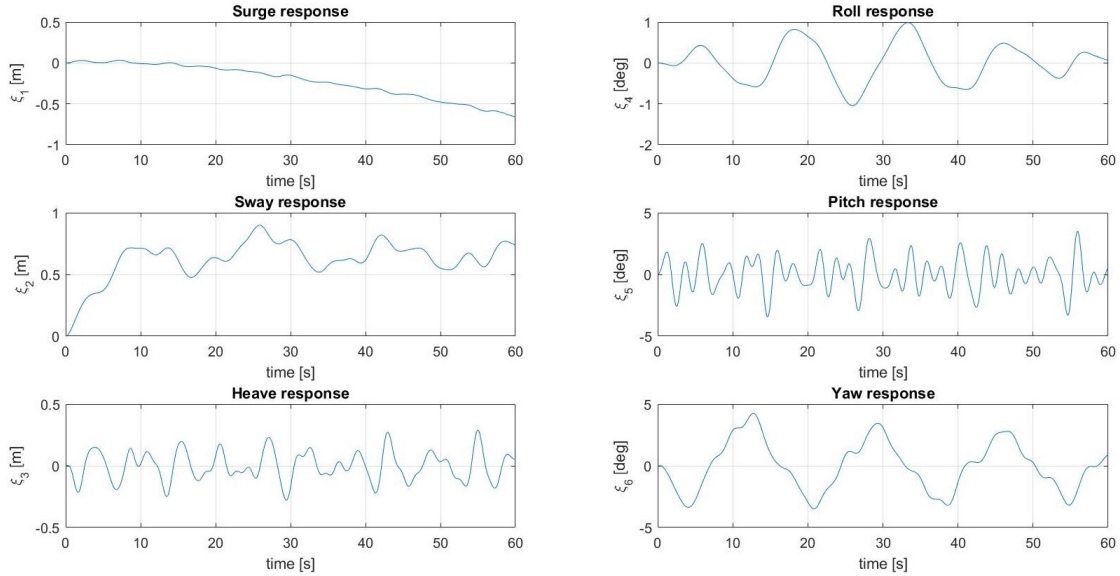 Surge response
0.5
0
-0.5
-1
ξ1 [m]
0 10 20 30 40 50 60
time [s]
Roll response
1
0
-1
-2
ξ4 [deg]
0 10 20 30 40 50 60
time [s]
Sway response
1
0.5
0
ξ2 [m]
0 10 20 30 40 50 60
time [s]
Pitch response
5
0
-5
ξ5 [deg]
0 10 20 30 40 50 60
time [s]
Heave response
0.5
0
-0.5
ξ3 [m]
0 10 20 30 40 50 60
time [s]
Yaw response
5
0
-5
ξ6 [deg]
0 10 20 30 40 50 60
time [s]